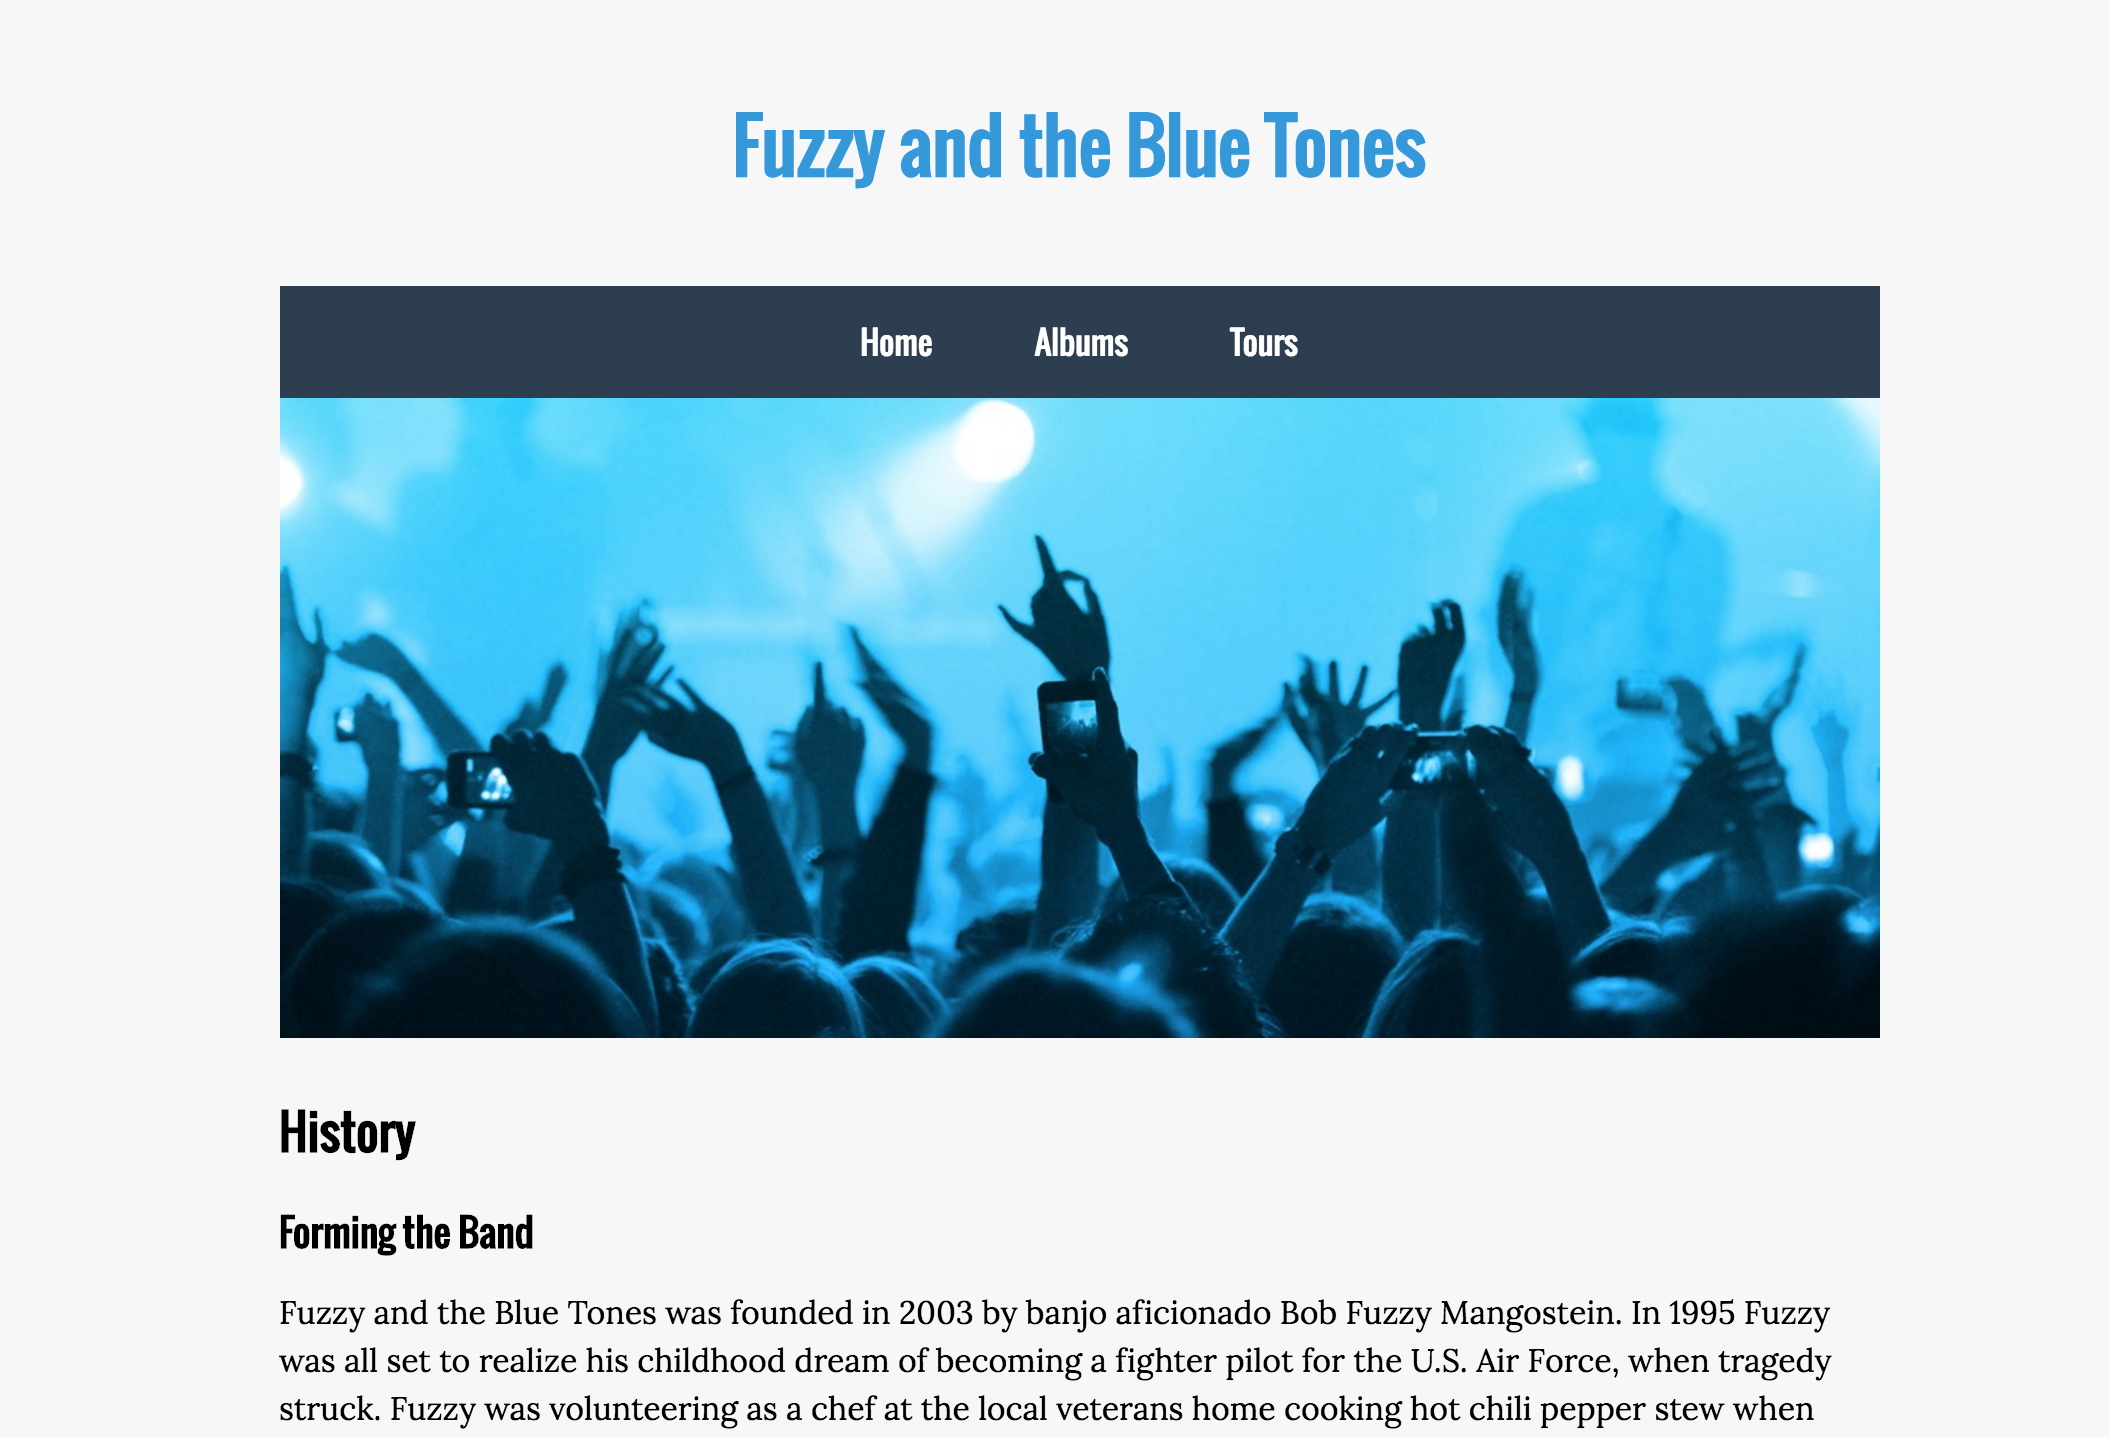 Fuzzy and the Blue Tones
Home Albums Tours
History
Forming the Band
Fuzzy and the Blue Tones was founded in 2003 by banjo aficionado Bob Fuzzy Mangostein. In 1995 Fuzzy
was all set to realize his childhood dream of becoming a fighter pilot for the U.S. Air Force, when tragedy
struck. Fuzzy was volunteering as a chef at the local veterans home cooking hot chili pepper stew when